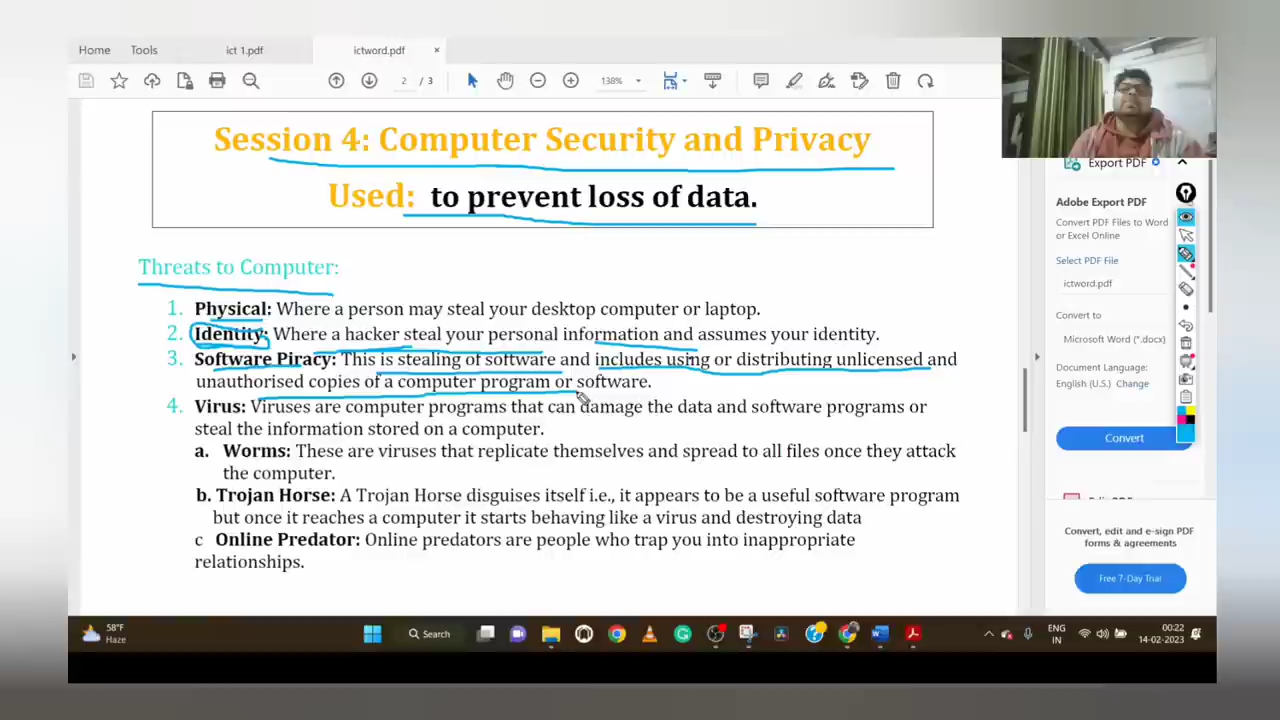 Home Tools ict 1.pdf ictword.pdf ×
2 / 3 138%
Session 4: Computer Security and Privacy
Used: to prevent loss of data.
Threats to Computer:
1. Physical: Where a person may steal your desktop computer or laptop.
2. Identity: Where a hacker steal your personal information and assumes your identity.
3. Software Piracy: This is stealing of software and includes using or distributing unlicensed and
unauthorised copies of a computer program or software.
4. Virus: Viruses are computer programs that can damage the data and software programs or
steal the information stored on a computer.
a. Worms: These are viruses that replicate themselves and spread to all files once they attack
the computer.
b. Trojan Horse: A Trojan Horse disguises itself i.e., it appears to be a useful software program
but once it reaches a computer it starts behaving like a virus and destroying data
c Online Predator: Online predators are people who trap you into inappropriate
relationships.
Export PDF
Adobe Export PDF
Convert PDF Files to Word
or Excel Online
Select PDF File
ictword.pdf
Convert to
Microsoft Word (*.docx)
Document Language:
English (U.S.) Change
Convert
Convert, edit and e-sign PDF
forms & agreements
Free 7-Day Trial
58°F
Haze
Search
ENG
IN
00:22
14-02-2023